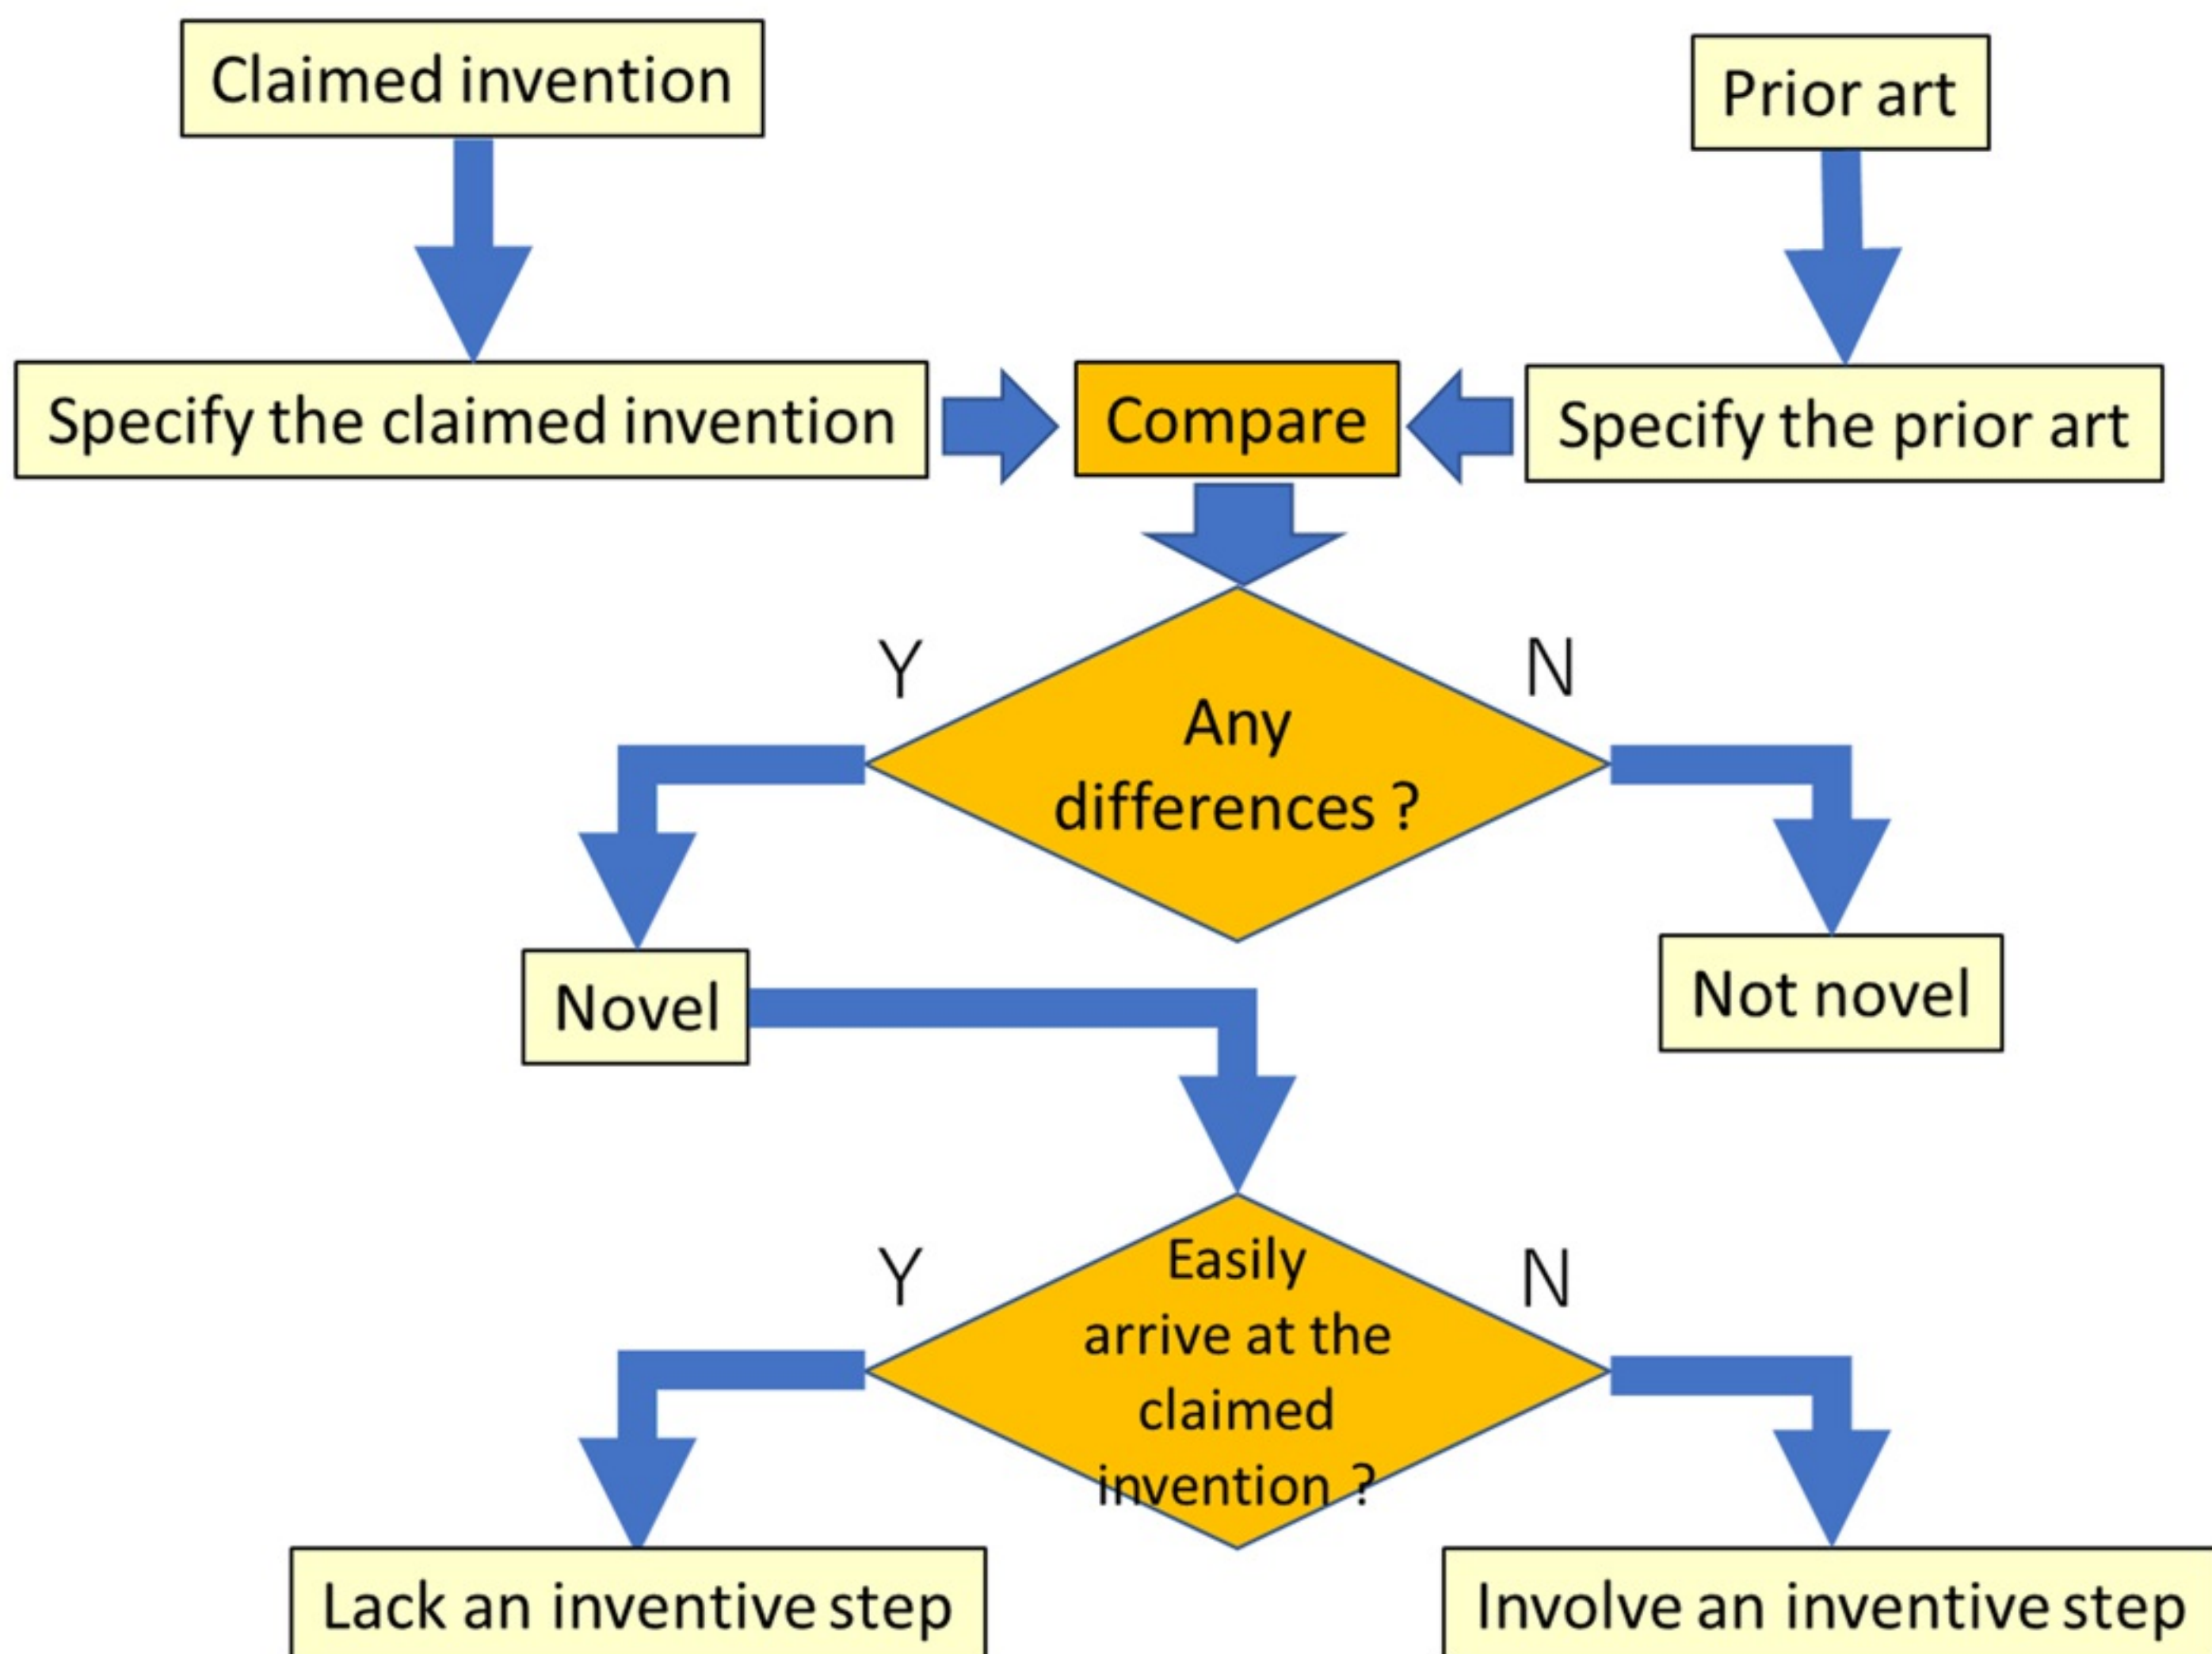 Claimed invention
Prior art
Specify the claimed invention
Compare
Specify the prior art
Y
N
Any
differences ?
Novel
Not novel
Y
N
Easily
arrive at the
claimed
invention ?
Lack an inventive step
Involve an inventive step